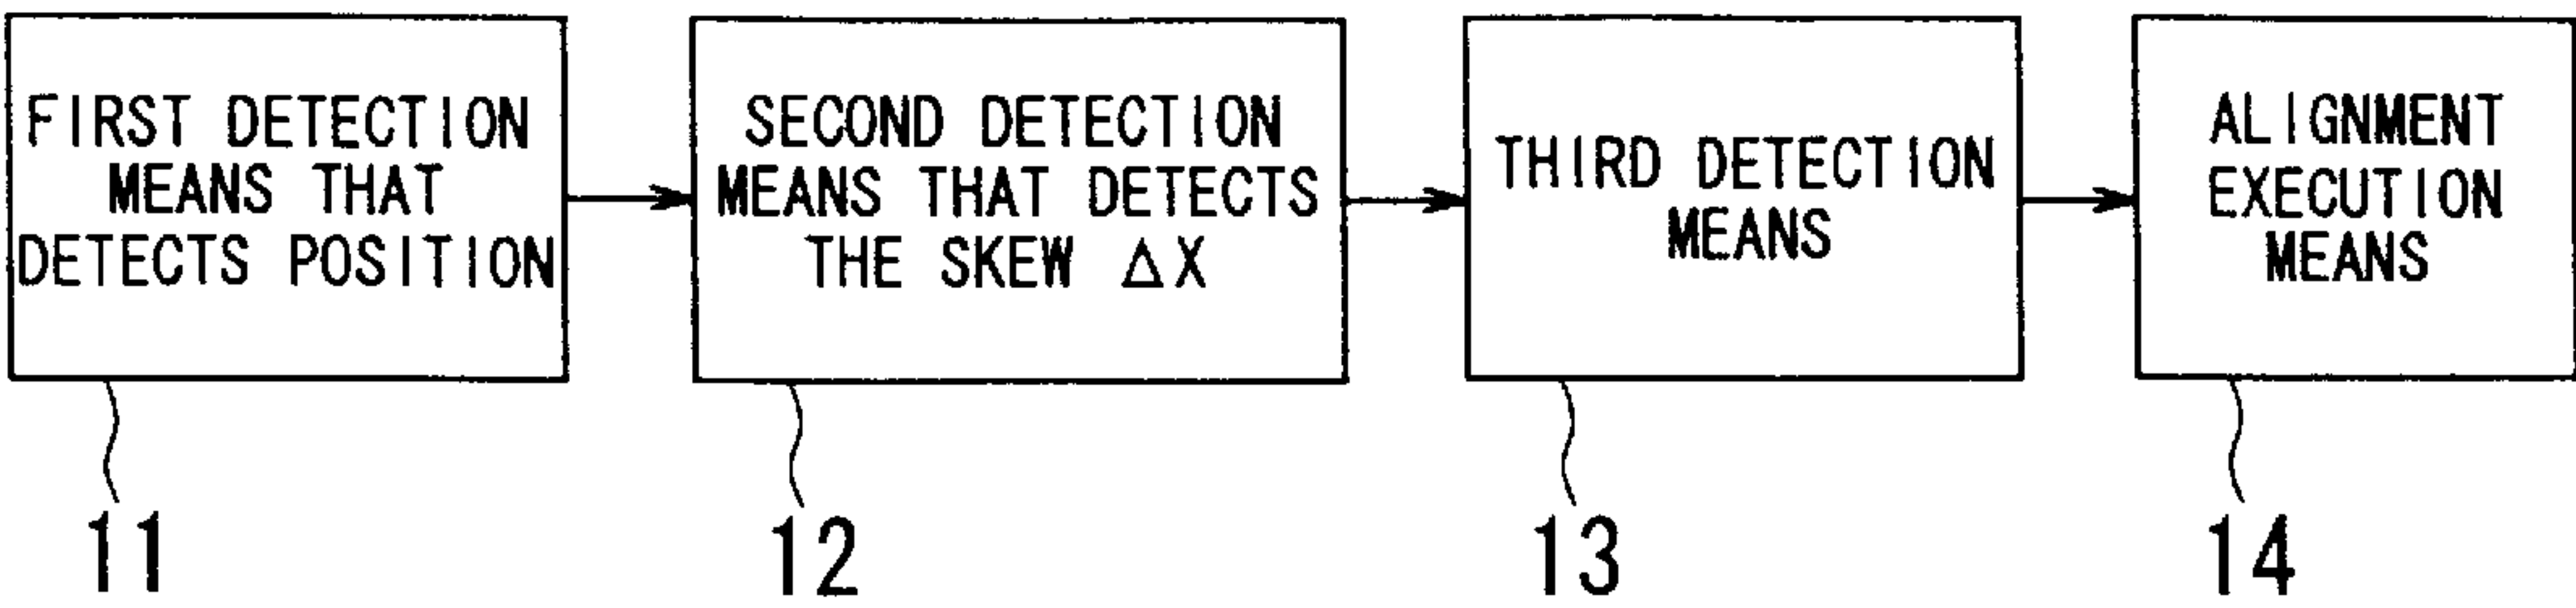 FIRST DETECTION
MEANS THAT
DETECTS POSITION
SECOND DETECTION
MEANS THAT DETECTS
THE SKEW ΔX
THIRD DETECTION
MEANS
ALIGNMENT
EXECUTION
MEANS
11
12
13
14